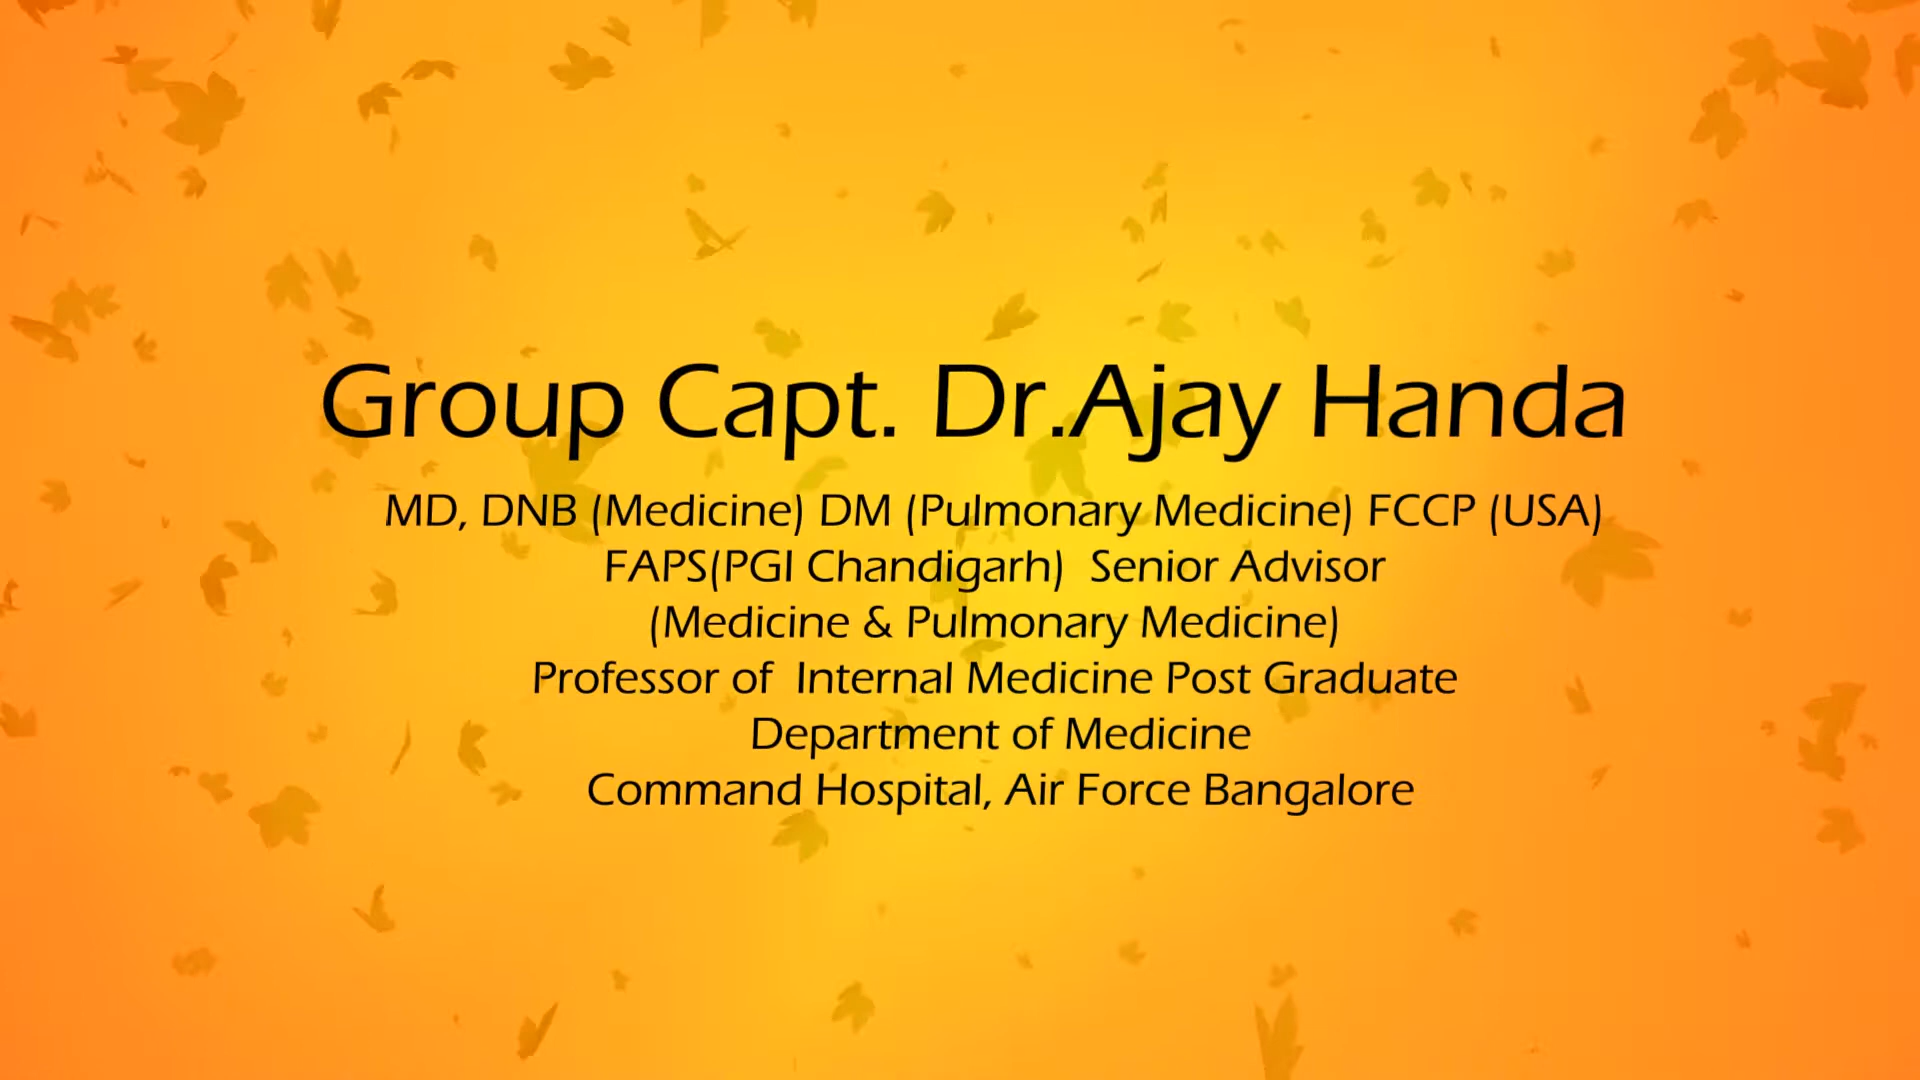 Group Capt. Dr.Ajay Handa
MD, DNB (Medicine) DM (Pulmonary Medicine) FCCP (USA)
FAPS(PGI Chandigarh)  Senior Advisor
(Medicine & Pulmonary Medicine)
Professor of  Internal Medicine Post Graduate
Department of Medicine
Command Hospital, Air Force Bangalore